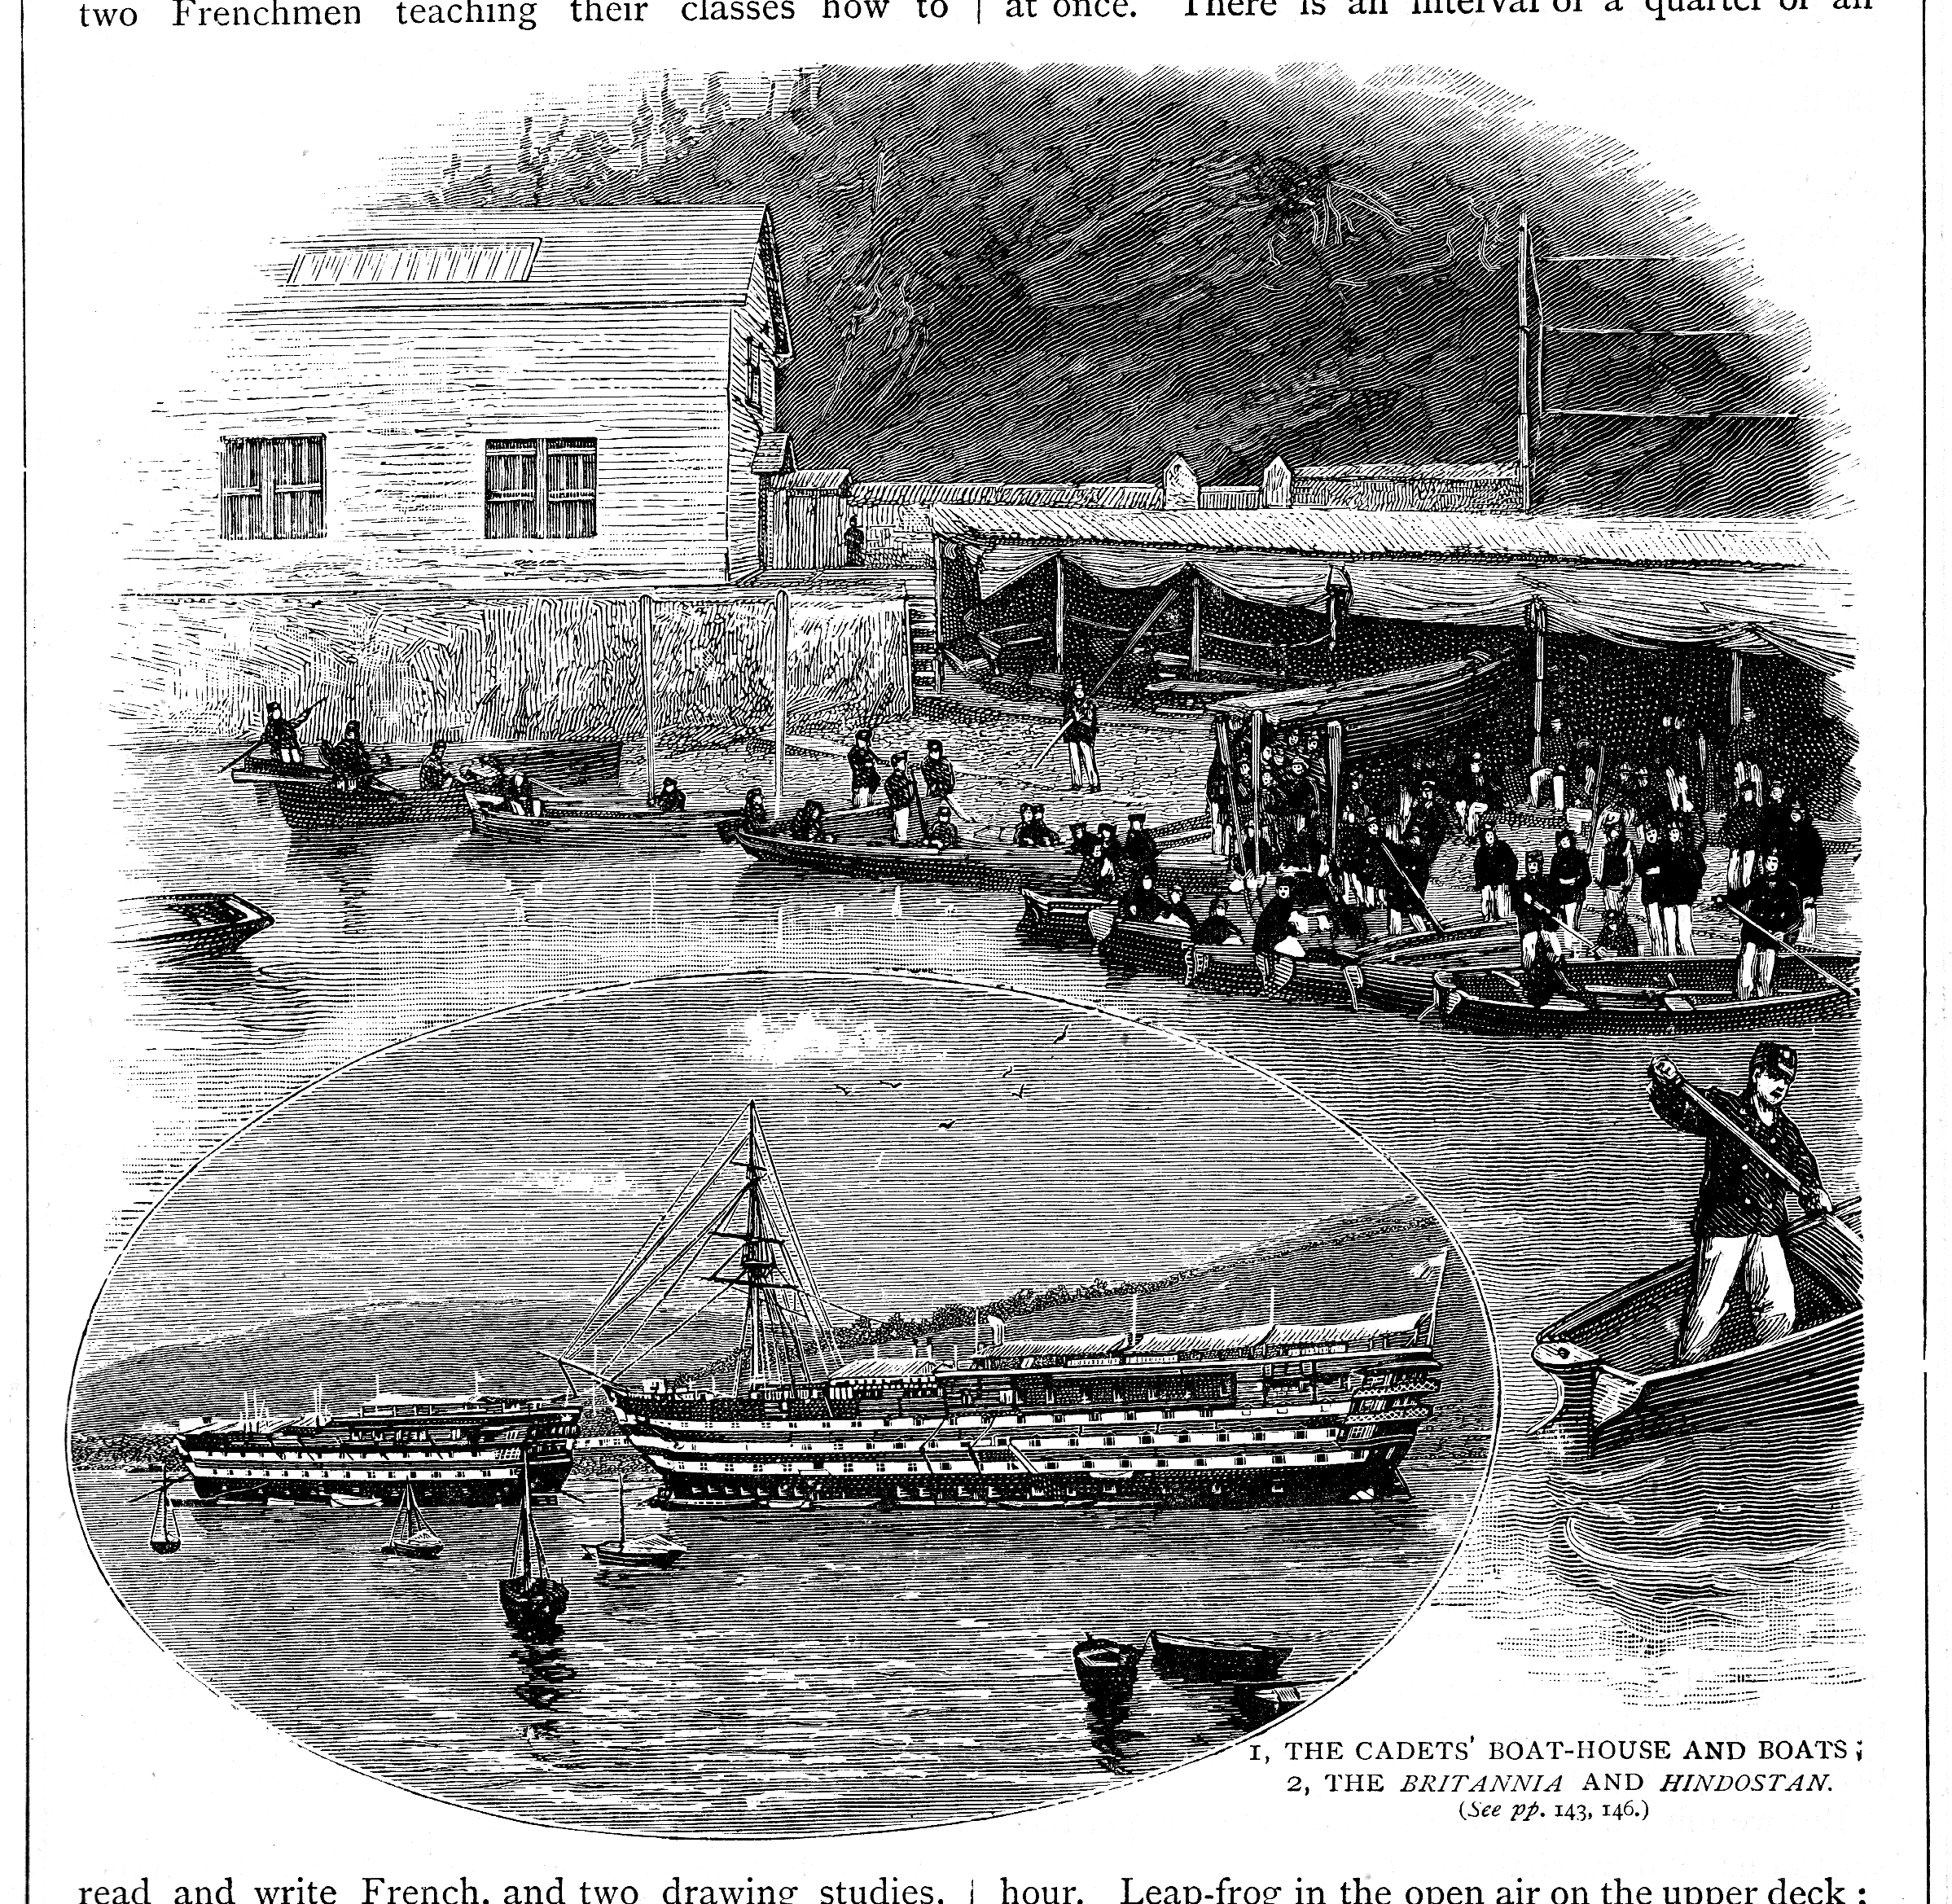 two Frenchmen teaching their classes how to
at once. There is an interval of a quarter of an
1, THE CADETS' BOAT-HOUSE AND BOATS;
2, THE BRITANNIA AND HINDOSTAN.
(See pp. 143, 146.)
read and write French, and two drawing studies.
hour. Leap-frog in the open air on the upper deck;